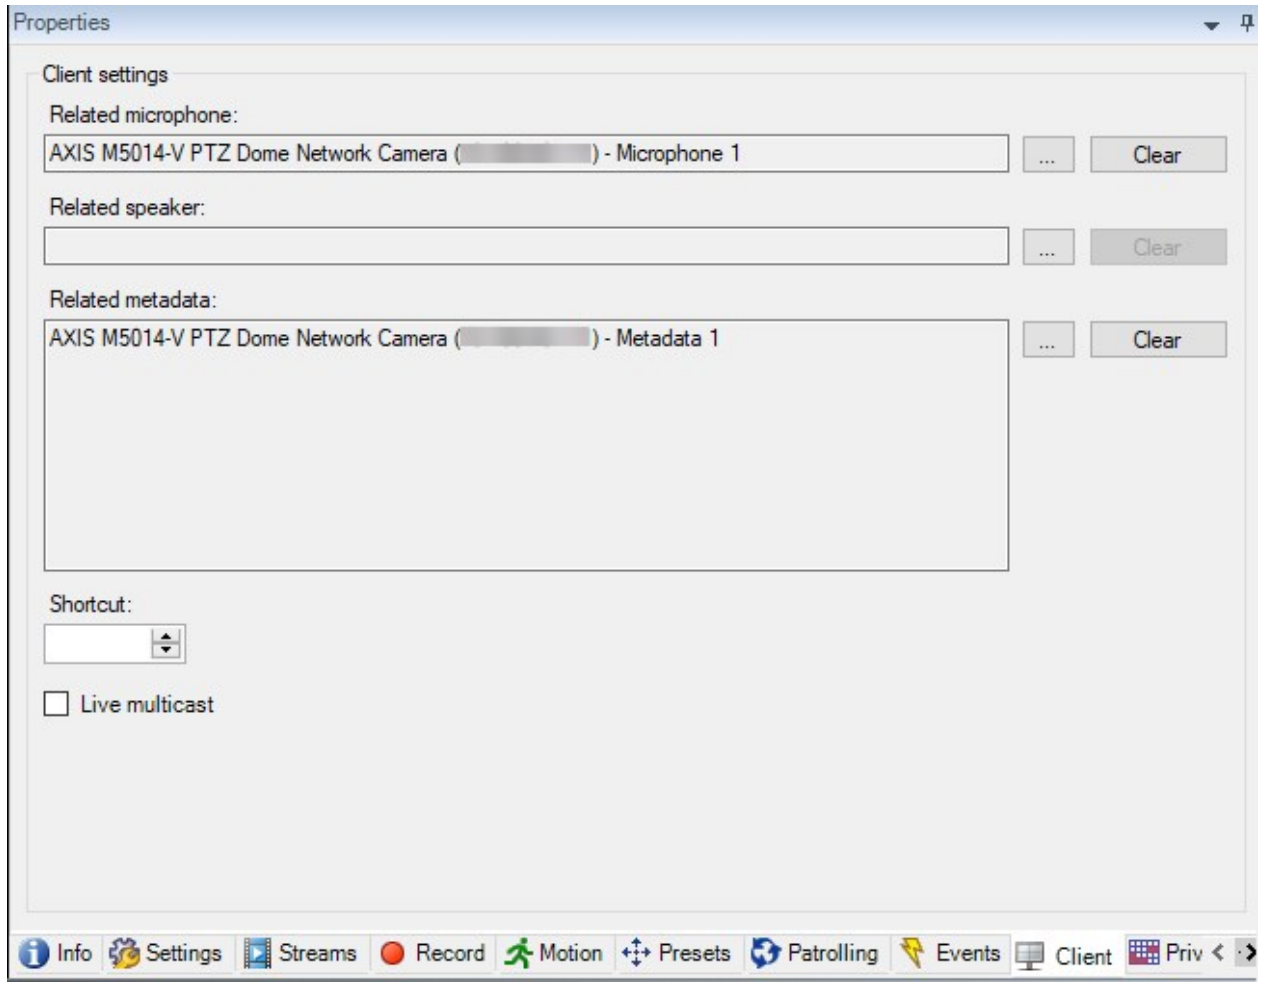 Properties
Client settings
Related microphone:
AXIS M5014-V PTZ Dome Network Camera ( ) - Microphone 1 ... Clear
Related speaker:
... Clear
Related metadata:
AXIS M5014-V PTZ Dome Network Camera ( ) - Metadata 1 ... Clear
Shortcut:
Live multicast
Info Settings Streams Record Motion Presets Patrolling Events Client Priv